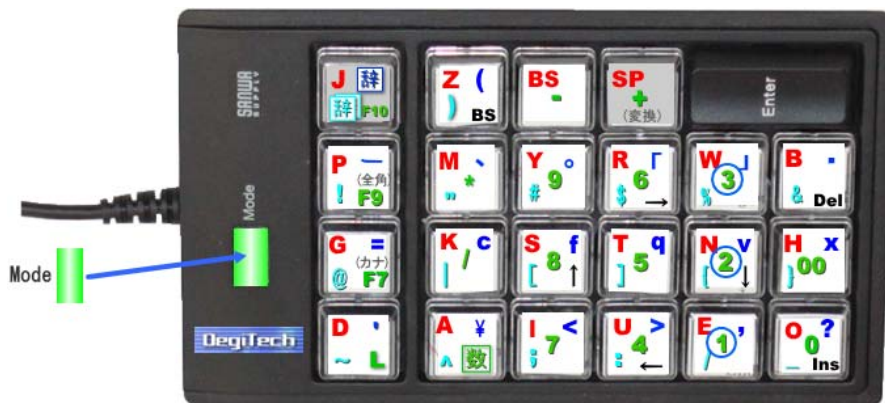 J 辞
辞 F10
Z (
) BS
BS
-
SP
+
(変換)
Enter
SANWA
SUPPLY
P ー
(全角)
! F9
M 、
" *
Y 。
# 9
R 「
$ 6 →
W 」
% 3
B ・
& Del
Mode
Mode
G =
(カナ)
@ F7
K c
| /
S f
[ 8 ↑
T q
] 5
N v
{ 2 ↓
H x
} 00
DegiTech
D '
~ L
A ¥
^ 数
I <
; 7
U >
: 4 ←
E ,
/ 1
O ?
_ 0 Ins